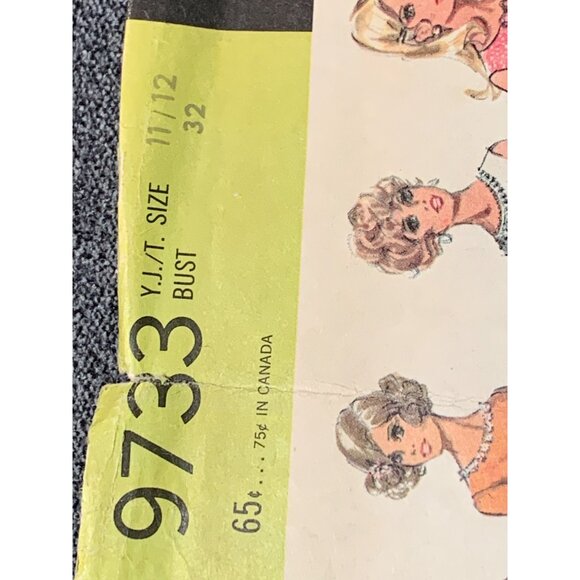 9733
Y.J./T. SIZE 11/12
BUST 32
65¢... 75¢ IN CANADA